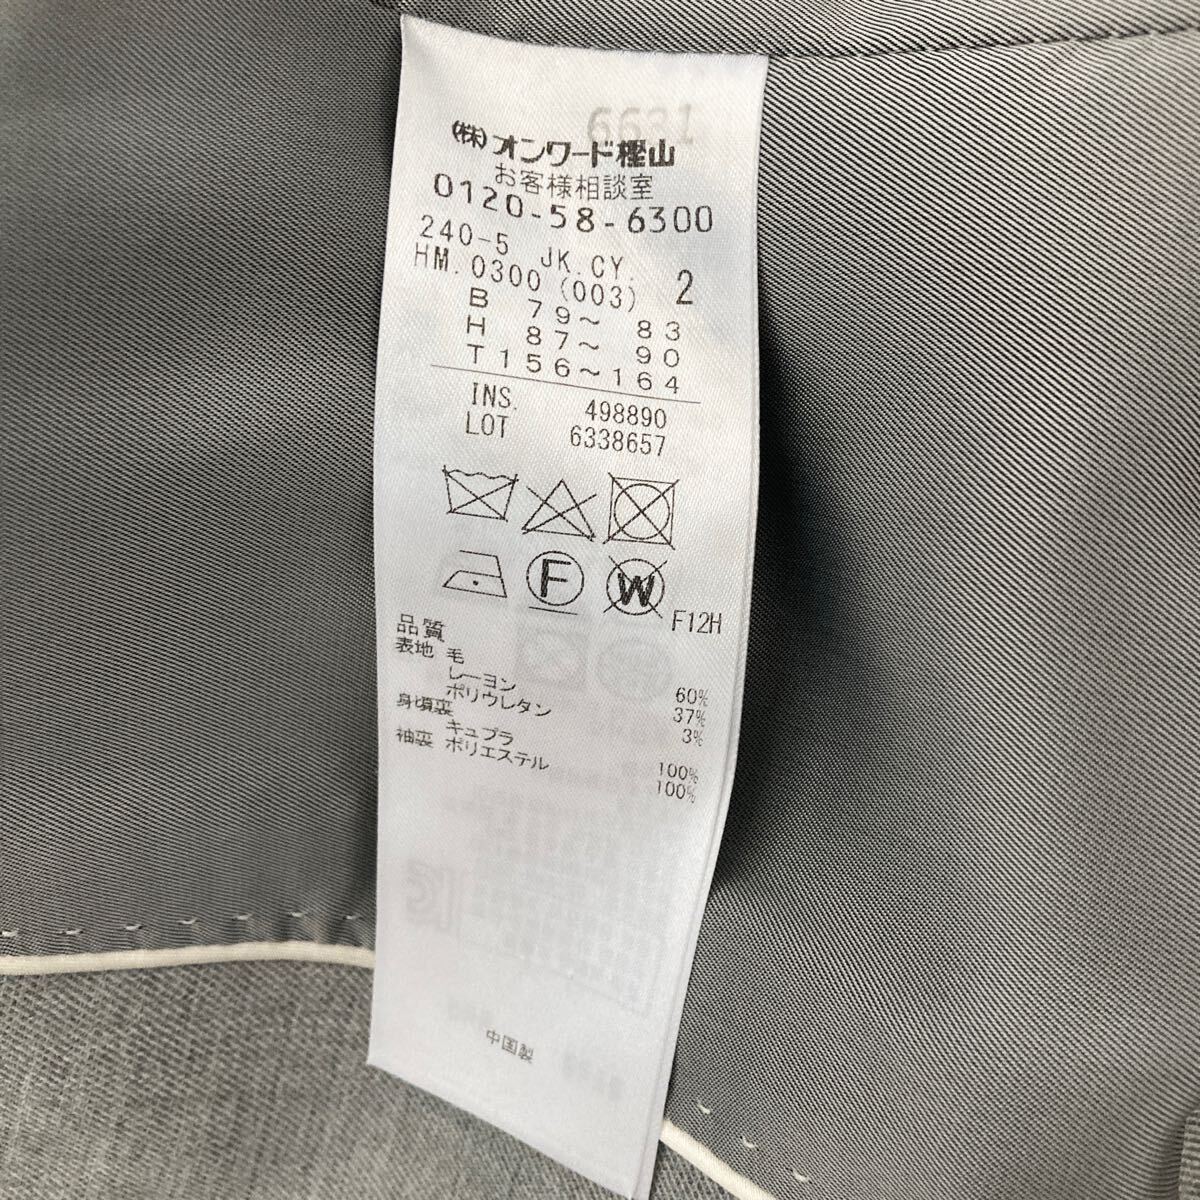 (株)オンワード樫山
お客様相談室
0120-58-6300
240-5 JK.CY. 2
HM.0300 (003)
B 79~ 83
H 87~ 90
T156~164
INS. 498890
LOT 6338657
F
W
F12H
品質
表地 毛 60%
レーヨン 37%
ポリウレタン 3%
身頃裏
キュプラ 100%
袖裏 ポリエステル 100%
中国製